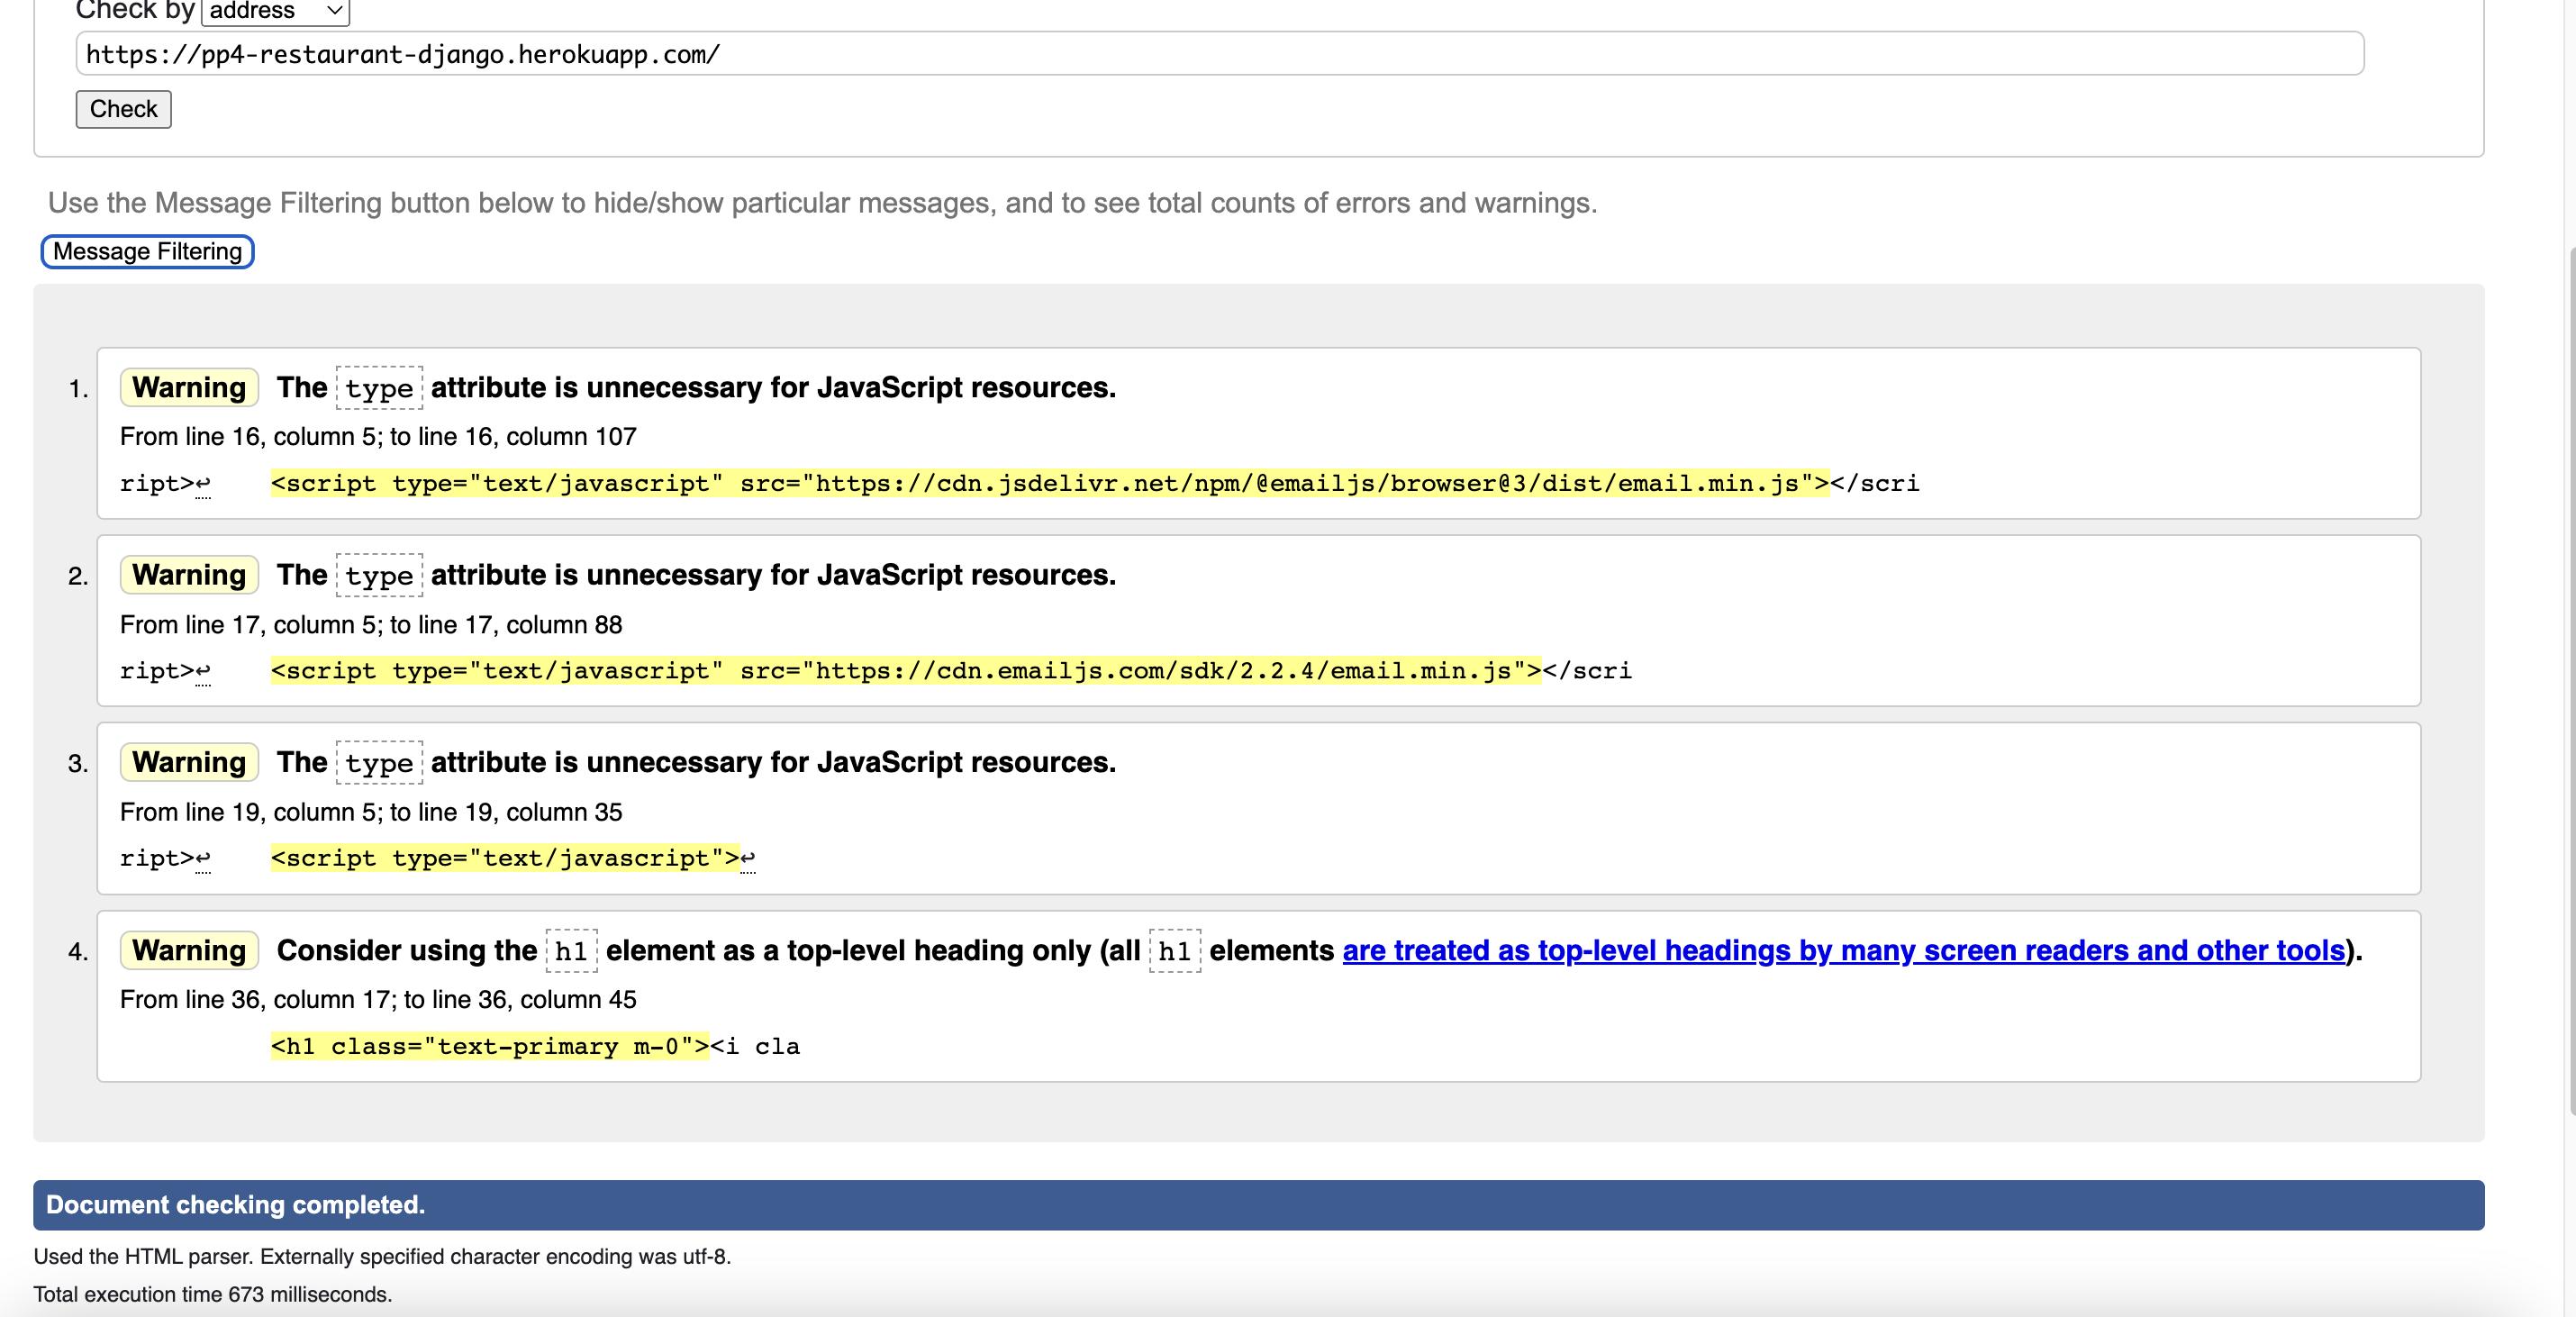 Check by address
https://pp4-restaurant-django.herokuapp.com/
Check
Use the Message Filtering button below to hide/show particular messages, and to see total counts of errors and warnings.
Message Filtering
1. Warning The type attribute is unnecessary for JavaScript resources.
From line 16, column 5; to line 16, column 107
ript>↩ <script type="text/javascript" src="https://cdn.jsdelivr.net/npm/@emailjs/browser@3/dist/email.min.js"></scri
2. Warning The type attribute is unnecessary for JavaScript resources.
From line 17, column 5; to line 17, column 88
ript>↩ <script type="text/javascript" src="https://cdn.emailjs.com/sdk/2.2.4/email.min.js"></scri
3. Warning The type attribute is unnecessary for JavaScript resources.
From line 19, column 5; to line 19, column 35
ript>↩ <script type="text/javascript">↩
4. Warning Consider using the h1 element as a top-level heading only (all h1 elements are treated as top-level headings by many screen readers and other tools).
From line 36, column 17; to line 36, column 45
<h1 class="text-primary m-0"><i cla
Document checking completed.
Used the HTML parser. Externally specified character encoding was utf-8.
Total execution time 673 milliseconds.